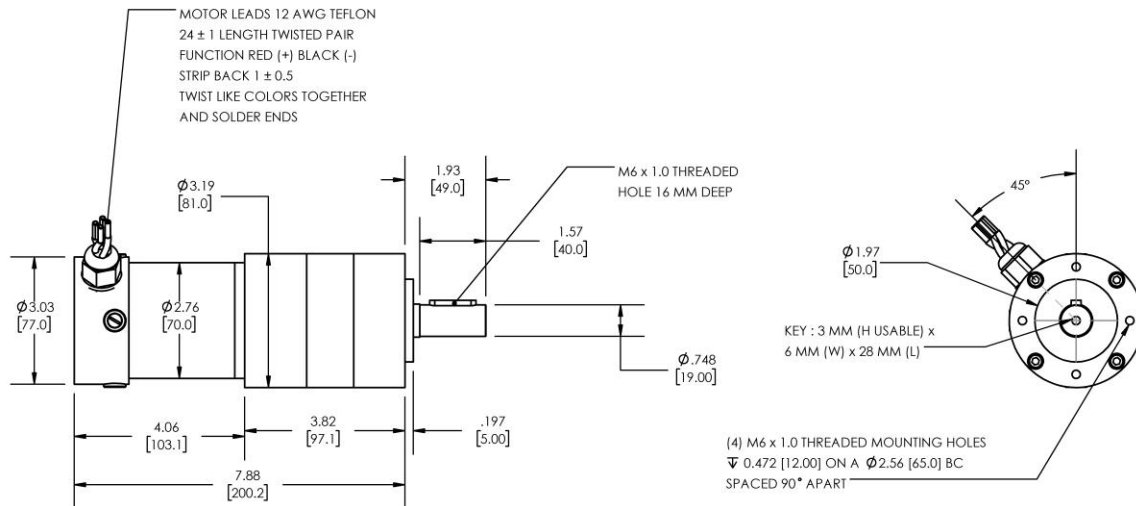 MOTOR LEADS 12 AWG TEFLON
24 ± 1 LENGTH TWISTED PAIR
FUNCTION RED (+) BLACK (-)
STRIP BACK 1 ± 0.5
TWIST LIKE COLORS TOGETHER
AND SOLDER ENDS
1.93
[49.0]
M6 x 1.0 THREADED
HOLE 16 MM DEEP
Ø3.19
[81.0]
45°
1.57
[40.0]
Ø1.97
[50.0]
Ø3.03
[77.0]
Ø2.76
[70.0]
KEY : 3 MM (H USABLE) x
6 MM (W) x 28 MM (L)
Ø.748
[19.00]
4.06
[103.1]
3.82
[97.1]
.197
[5.00]
(4) M6 x 1.0 THREADED MOUNTING HOLES
↧ 0.472 [12.00] ON A Ø2.56 [65.0] BC
SPACED 90° APART
7.88
[200.2]